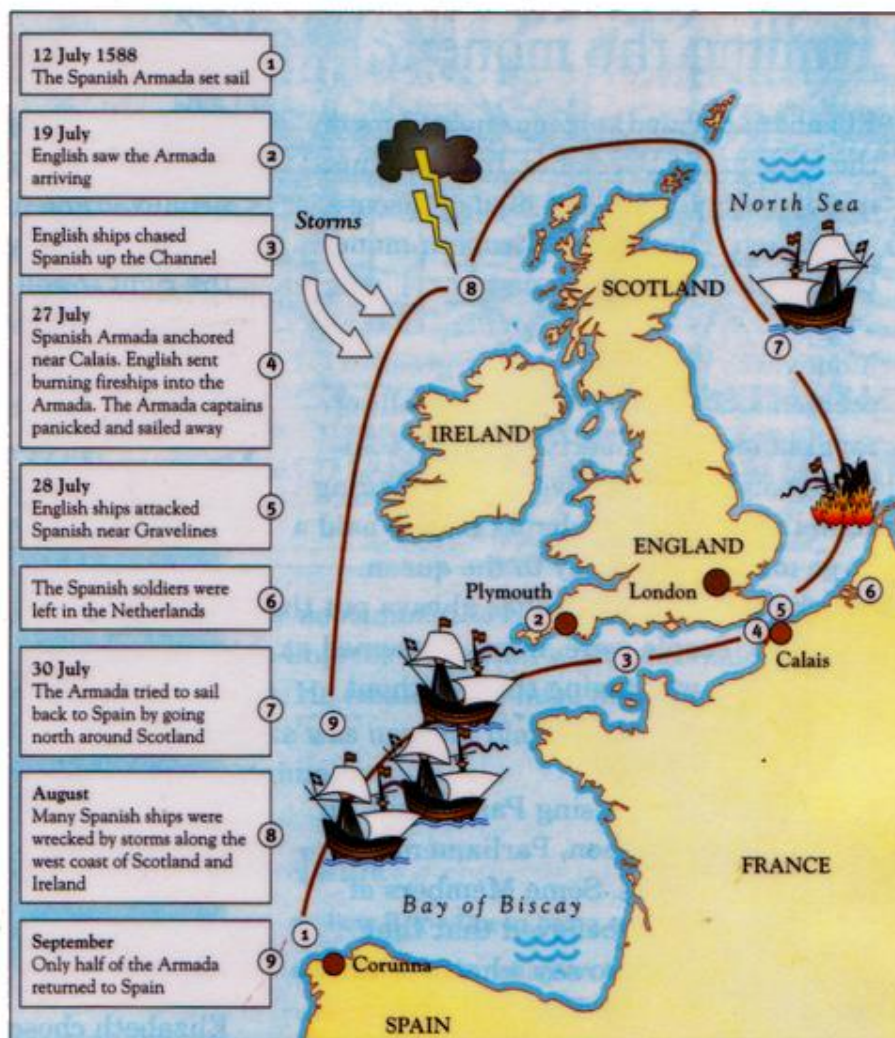 12 July 1588
The Spanish Armada set sail
1
19 July
English saw the Armada
arriving
2
English ships chased
Spanish up the Channel
3
27 July
Spanish Armada anchored
near Calais. English sent
burning fireships into the
Armada. The Armada captains
panicked and sailed away
4
28 July
English ships attacked
Spanish near Gravelines
5
The Spanish soldiers were
left in the Netherlands
6
30 July
The Armada tried to sail
back to Spain by going
north around Scotland
7
August
Many Spanish ships were
wrecked by storms along the
west coast of Scotland and
Ireland
8
September
Only half of the Armada
returned to Spain
9
Storms
North Sea
8
SCOTLAND
7
IRELAND
ENGLAND
Plymouth
London
2
5
6
4
3
Calais
9
FRANCE
Bay of Biscay
1
Corunna
SPAIN